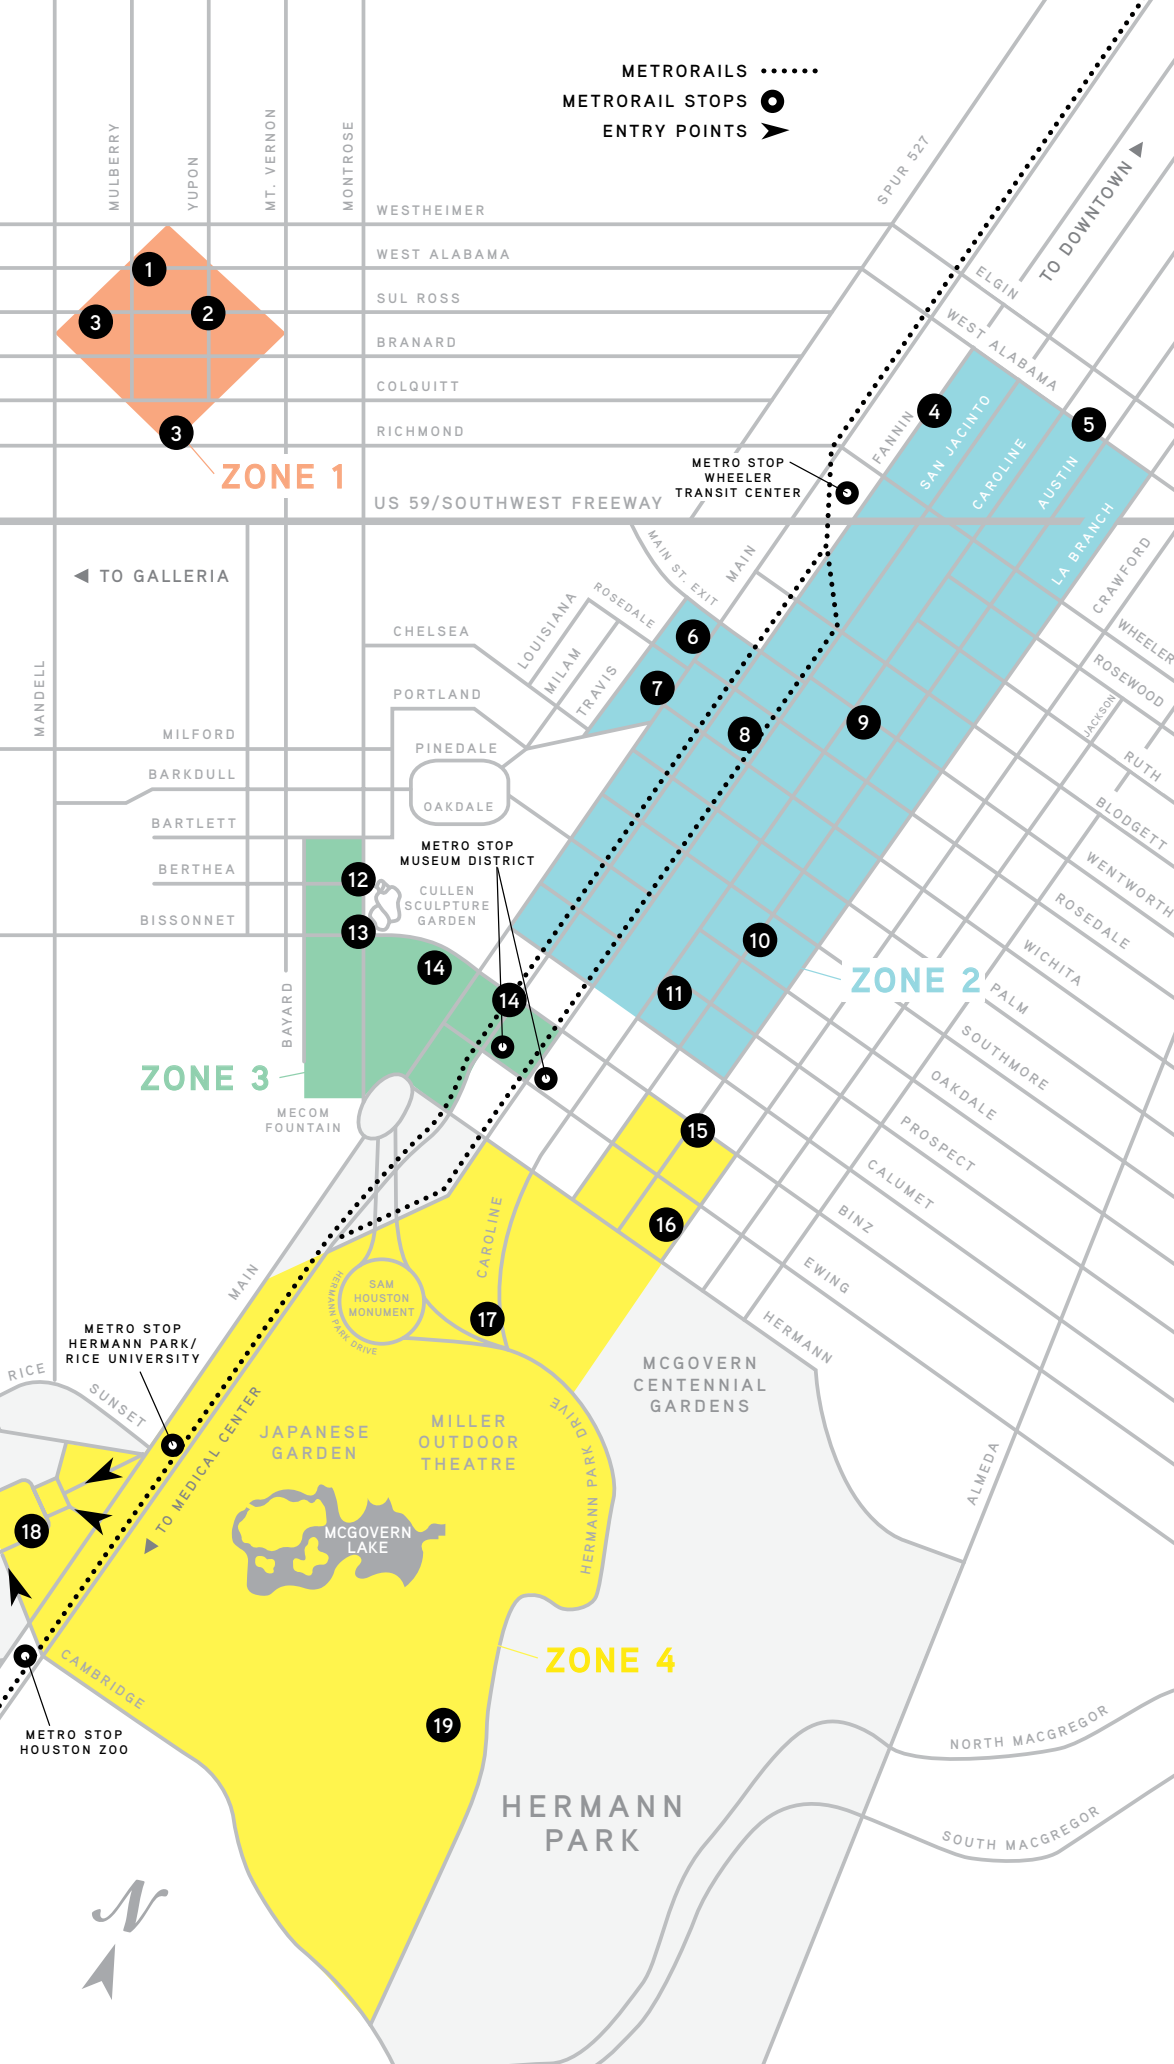 METRORAILS
METRORAIL STOPS
ENTRY POINTS
MULBERRY
YUPON
MT. VERNON
MONTROSE
SPUR 527
TO DOWNTOWN
WESTHEIMER
WEST ALABAMA
SUL ROSS
BRANARD
COLQUITT
RICHMOND
ELGIN
WEST ALABAMA
1
2
3
3
ZONE 1
4
5
FANNIN
SAN JACINTO
CAROLINE
AUSTIN
LA BRANCH
CRAWFORD
METRO STOP
WHEELER
TRANSIT CENTER
US 59/SOUTHWEST FREEWAY
TO GALLERIA
MAIN ST. EXIT
MAIN
ROSEDALE
LOUISIANA
MILAM
TRAVIS
CHELSEA
PORTLAND
MANDELL
MILFORD
PINEDALE
BARKDULL
OAKDALE
BARTLETT
BERTHEA
BISSONNET
6
7
8
9
10
11
WHEELER
ROSEWOOD
JACKSON
RUTH
BLODGETT
WENTWORTH
ROSEDALE
WICHITA
PALM
SOUTHMORE
OAKDALE
PROSPECT
CALUMET
BINZ
EWING
HERMANN
ZONE 2
METRO STOP
MUSEUM DISTRICT
CULLEN
SCULPTURE
GARDEN
12
13
14
14
BAYARD
ZONE 3
MECOM
FOUNTAIN
15
16
17
CAROLINE
MAIN
SAM
HOUSTON
MONUMENT
HERMANN PARK DRIVE
METRO STOP
HERMANN PARK/
RICE UNIVERSITY
RICE
SUNSET
TO MEDICAL CENTER
JAPANESE
GARDEN
MILLER
OUTDOOR
THEATRE
MCGOVERN
CENTENNIAL
GARDENS
HERMANN PARK DRIVE
ALMEDA
MCGOVERN
LAKE
18
CAMBRIDGE
METRO STOP
HOUSTON ZOO
ZONE 4
19
HERMANN
PARK
NORTH MACGREGOR
SOUTH MACGREGOR
N